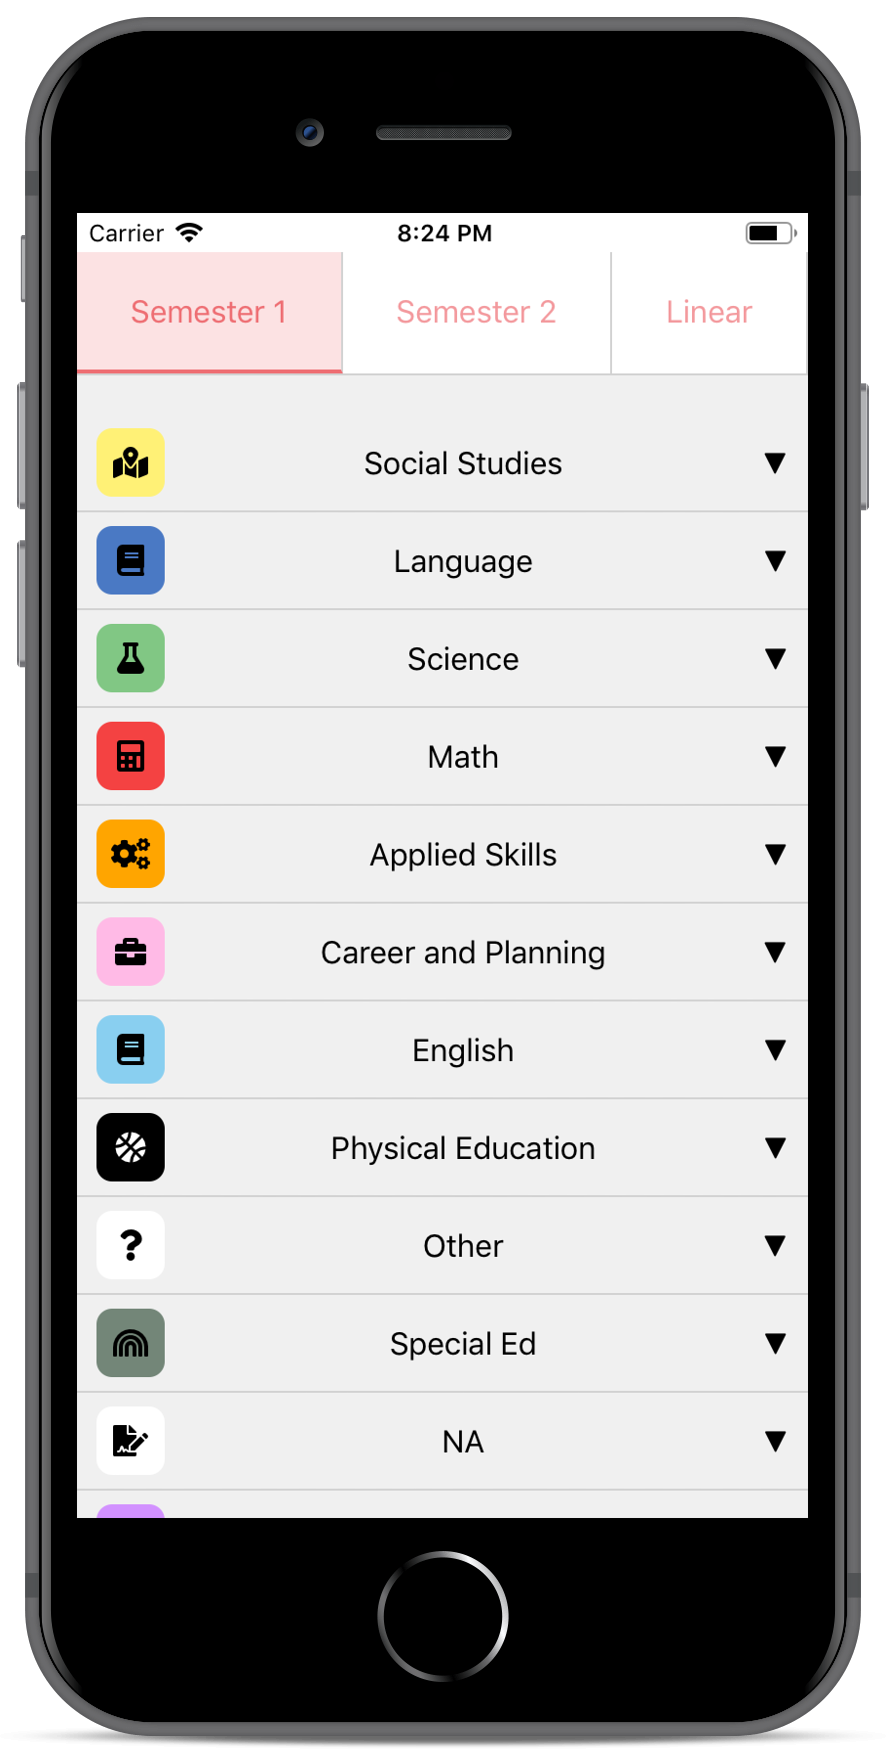 Carrier 8:24 PM
Semester 1 Semester 2 Linear
Social Studies ▼
Language ▼
Science ▼
Math ▼
Applied Skills ▼
Career and Planning ▼
English ▼
Physical Education ▼
? Other ▼
Special Ed ▼
NA ▼